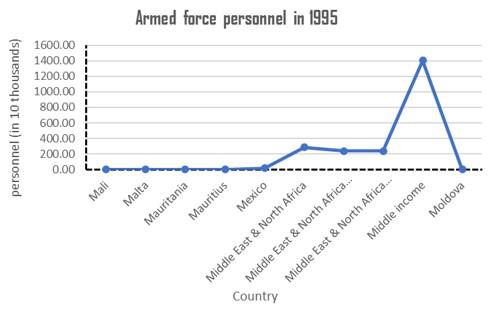 Armed force personnel in 1995
personnel (in 10 thousands)
1600.00
1400.00
1200.00
1000.00
800.00
600.00
400.00
200.00
0.00
Mali
Malta
Mauritania
Mauritius
Mexico
Middle East & North Africa
Middle East & North Africa...
Middle East & North Africa...
Middle income
Moldova
Country